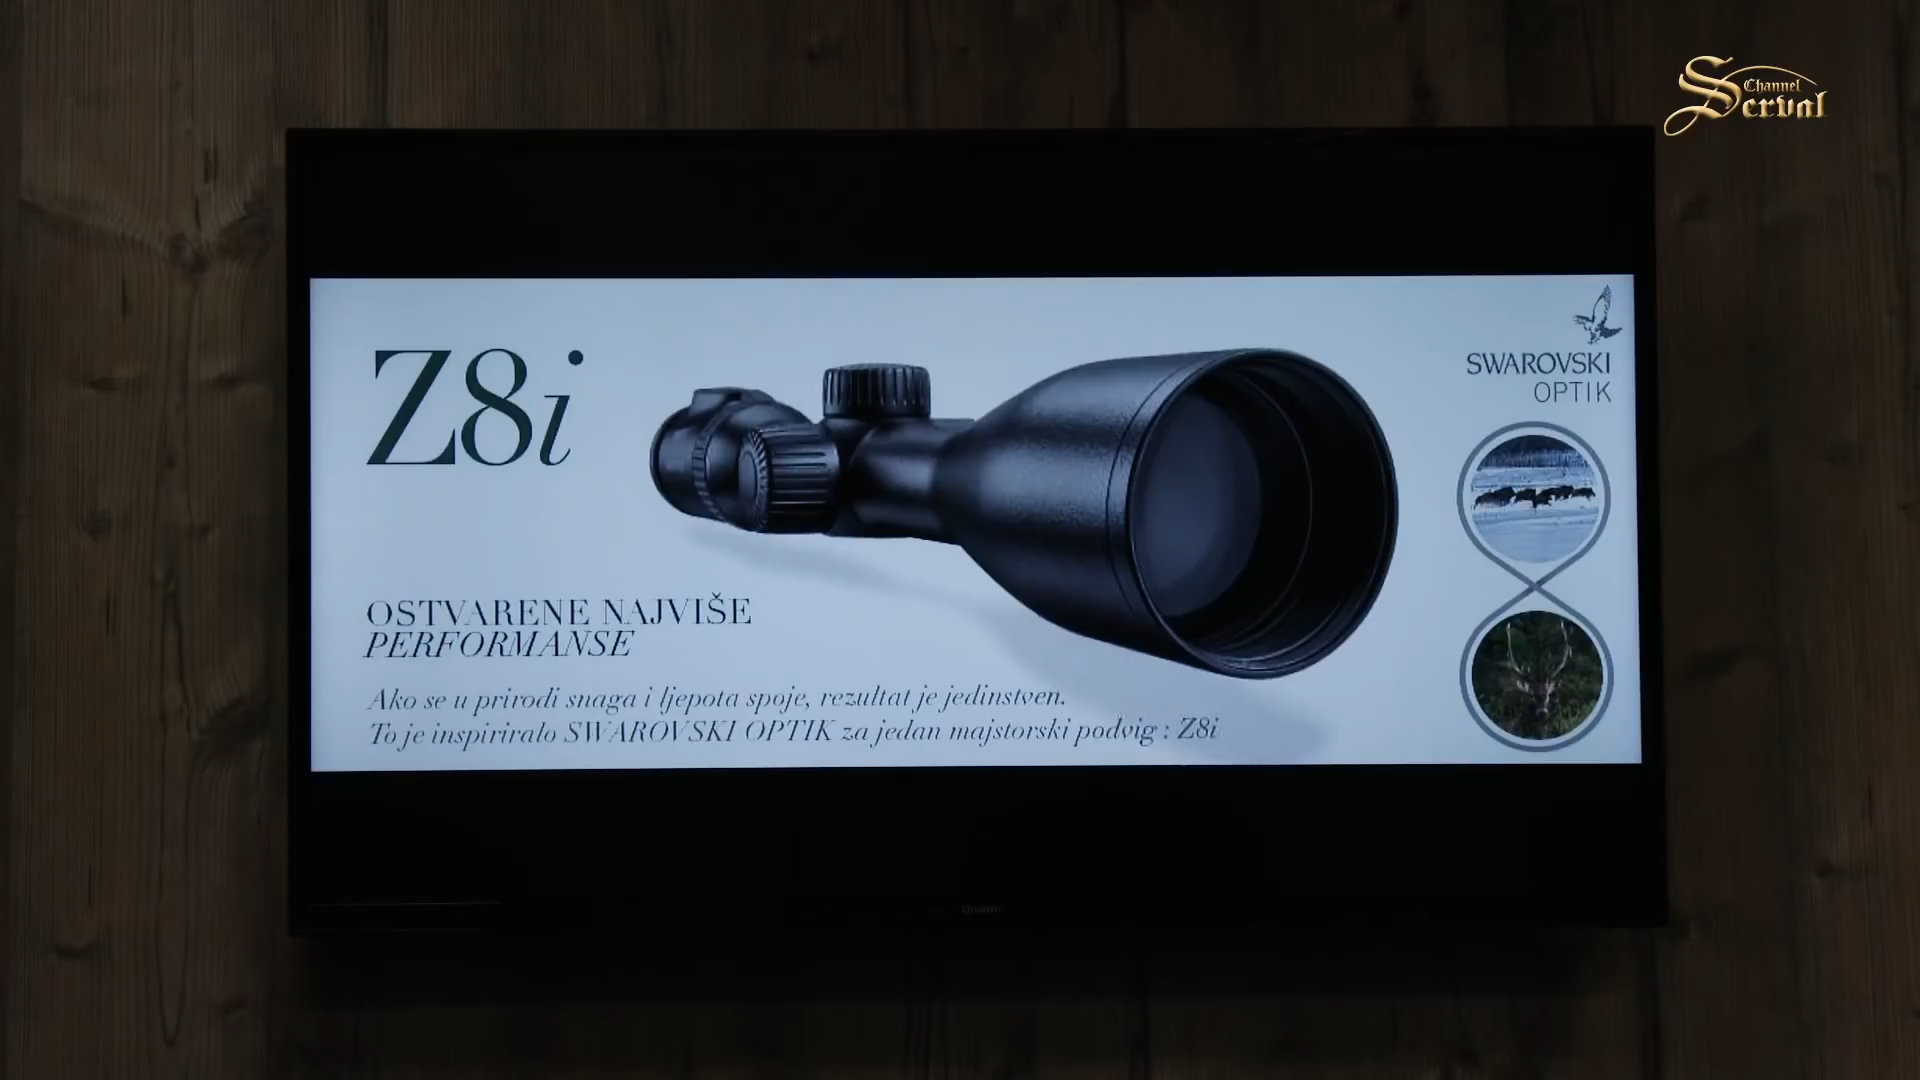 Channel
Serval
Z8i
SWAROVSKI
OPTIK
OSTVARENE NAJVIŠE
PERFORMANSE
Ako se u prirodi snaga i ljepota spoje, rezultat je jedinstven.
To je inspiriralo SWAROVSKI OPTIK za jedan majstorski podvig : Z8i